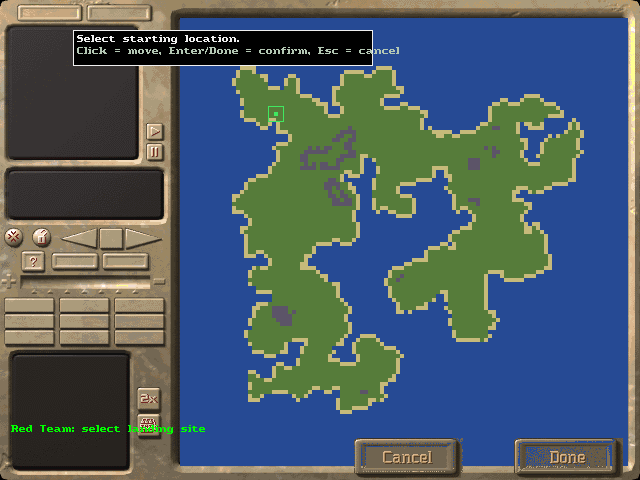 Select starting location.
Click = move, Enter/Done = confirm, Esc = cancel
?
2x
Red Team: select landing site
Cancel
Done